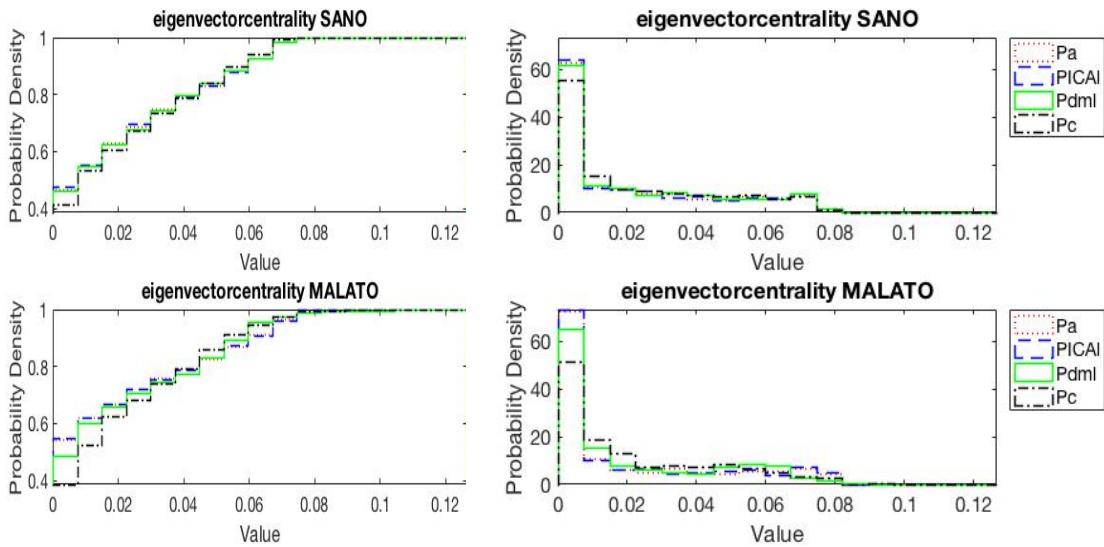 eigenvectorcentrality SANO
Probability Density
1
0.8
0.6
0.4
0 0.02 0.04 0.06 0.08 0.1 0.12
Value
eigenvectorcentrality SANO
Probability Density
60
40
20
0
0 0.02 0.04 0.06 0.08 0.1 0.12
Value
Pa
PICAI
Pdml
Pc
eigenvectorcentrality MALATO
Probability Density
1
0.8
0.6
0.4
0 0.02 0.04 0.06 0.08 0.1 0.12
Value
eigenvectorcentrality MALATO
Probability Density
60
40
20
0
0 0.02 0.04 0.06 0.08 0.1 0.12
Value
Pa
PICAI
Pdml
Pc